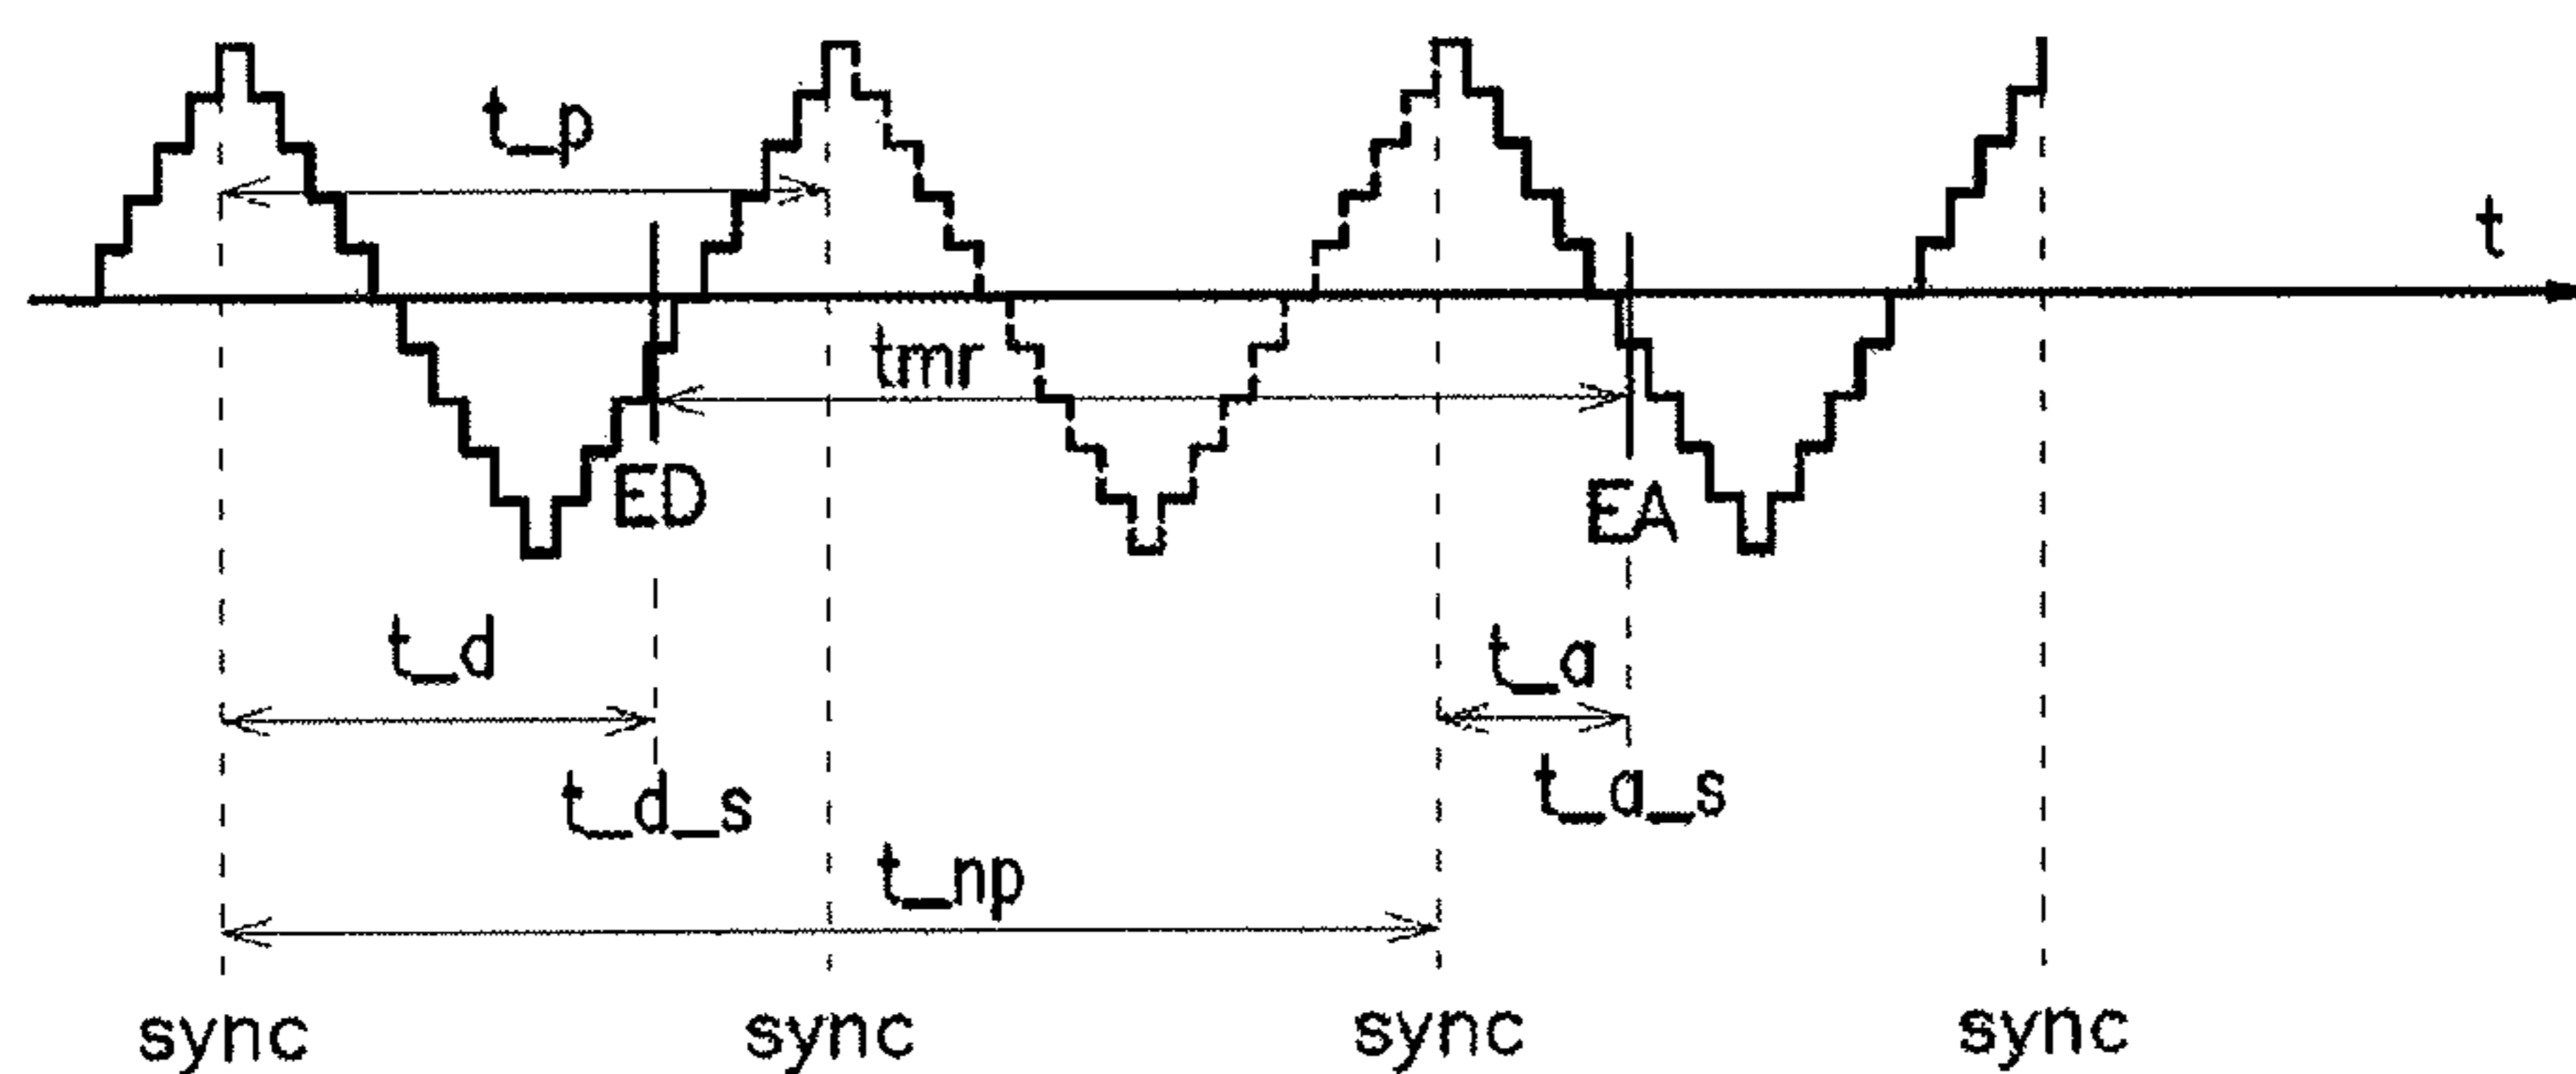 t_p
t
tmr
ED
EA
t_d
t_a
t_d_s
t_a_s
t_np
sync sync sync sync